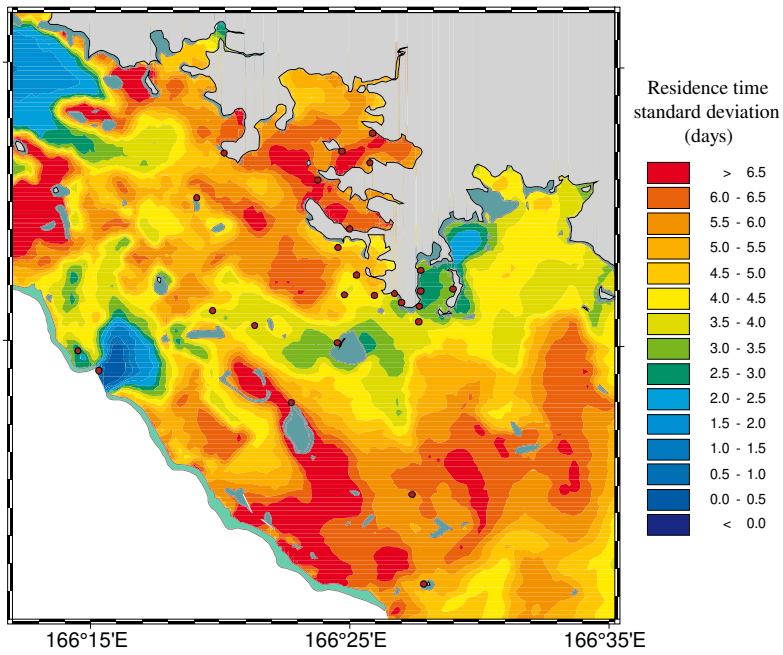 Residence time
standard deviation
(days)
> 6.5
6.0 - 6.5
5.5 - 6.0
5.0 - 5.5
4.5 - 5.0
4.0 - 4.5
3.5 - 4.0
3.0 - 3.5
2.5 - 3.0
2.0 - 2.5
1.5 - 2.0
1.0 - 1.5
0.5 - 1.0
0.0 - 0.5
< 0.0
166°15'E
166°25'E
166°35'E